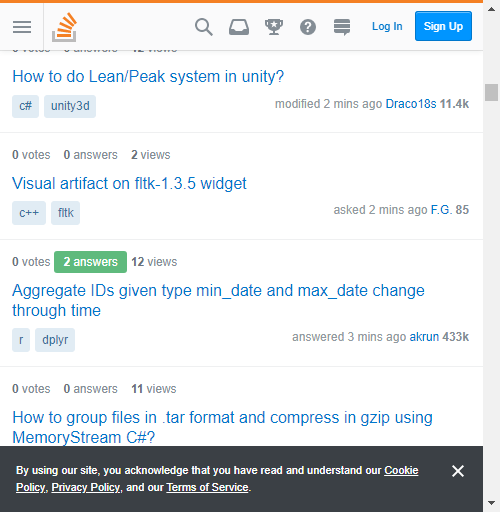 Log In Sign Up
0 votes 0 answers 12 views
How to do Lean/Peak system in unity?
c# unity3d modified 2 mins ago Draco18s 11.4k
0 votes 0 answers 2 views
Visual artifact on fltk-1.3.5 widget
c++ fltk asked 2 mins ago F.G. 85
0 votes 2 answers 12 views
Aggregate IDs given type min_date and max_date change
through time
r dplyr answered 3 mins ago akrun 433k
0 votes 0 answers 11 views
How to group files in .tar format and compress in gzip using
MemoryStream C#?
By using our site, you acknowledge that you have read and understand our Cookie
Policy, Privacy Policy, and our Terms of Service.